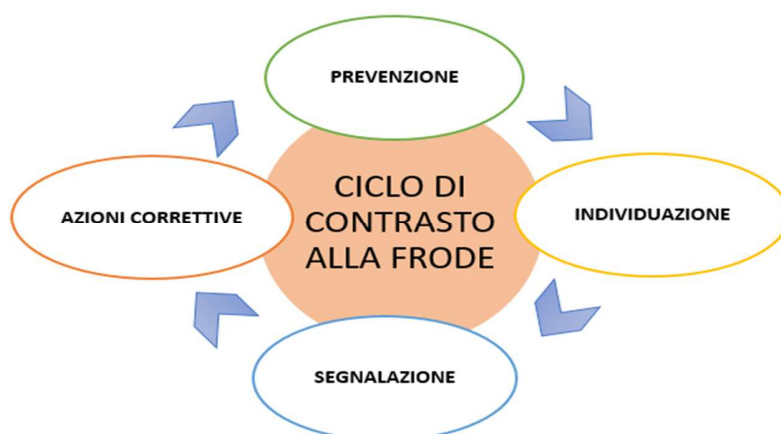 PREVENZIONE
CICLO DI
CONTRASTO
ALLA FRODE
AZIONI CORRETTIVE
INDIVIDUAZIONE
SEGNALAZIONE